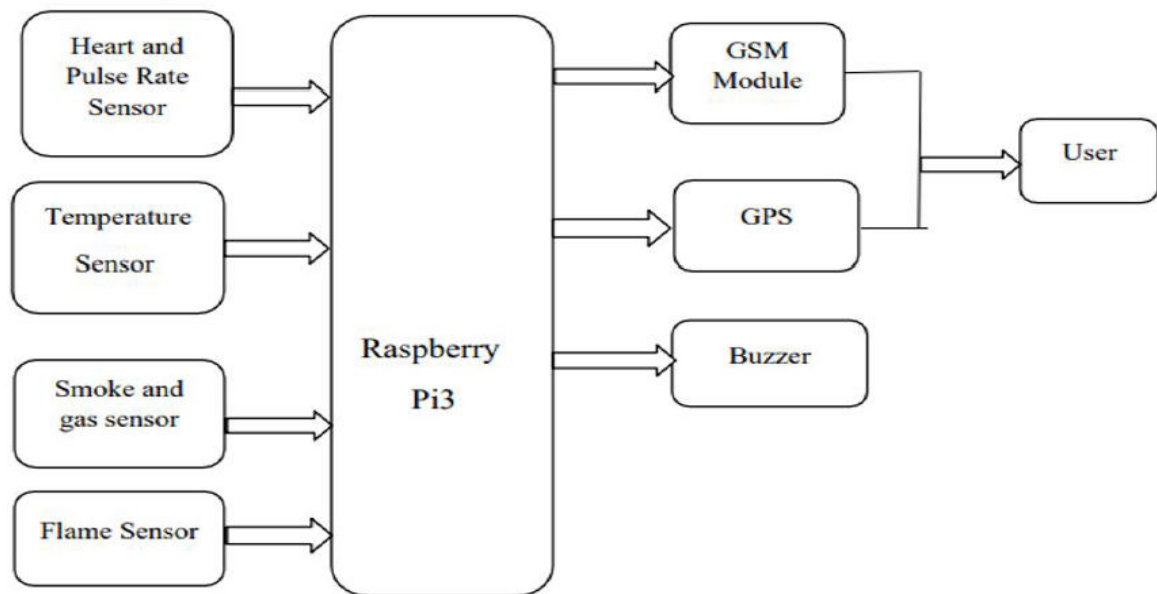 Heart and
Pulse Rate
Sensor
Temperature
Sensor
Smoke and
gas sensor
Flame Sensor
Raspberry
Pi3
GSM
Module
GPS
Buzzer
User